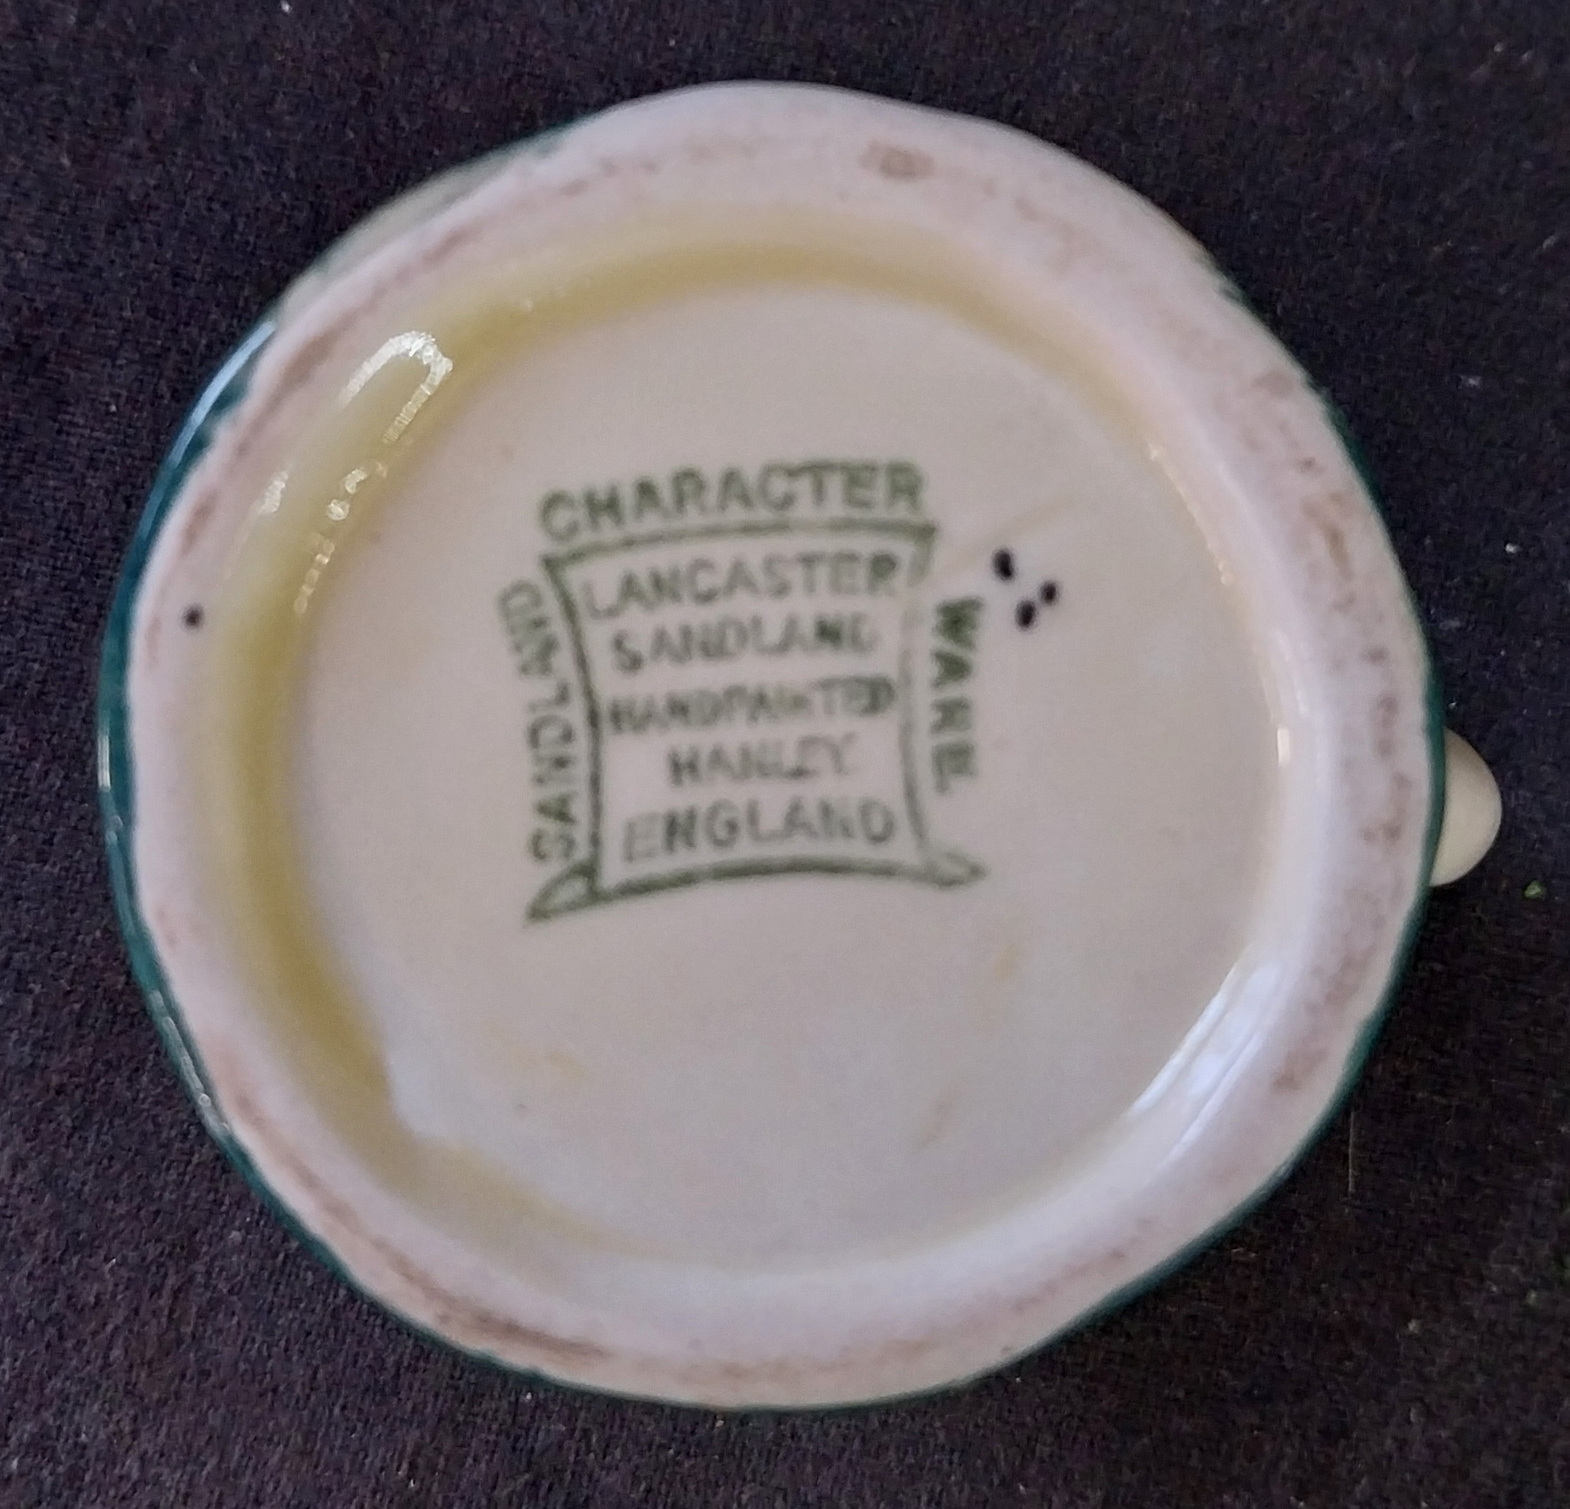 SANDLAND
CHARACTER
WARE
LANCASTER
SANDLAND
HANDPAINTED
HANLEY
ENGLAND